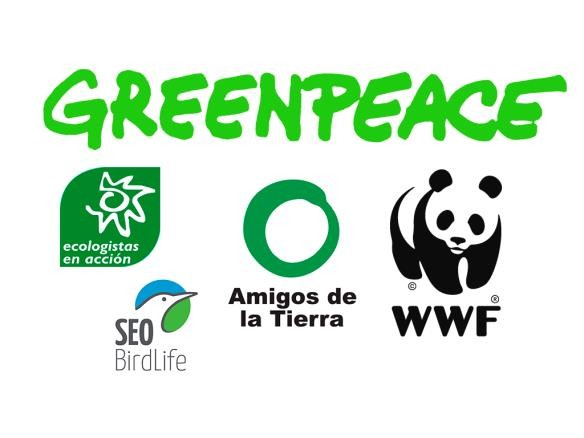 GREENPEACE
ecologistas
en acción
Amigos de
la Tierra
©
®
WWF
SEO
BirdLife